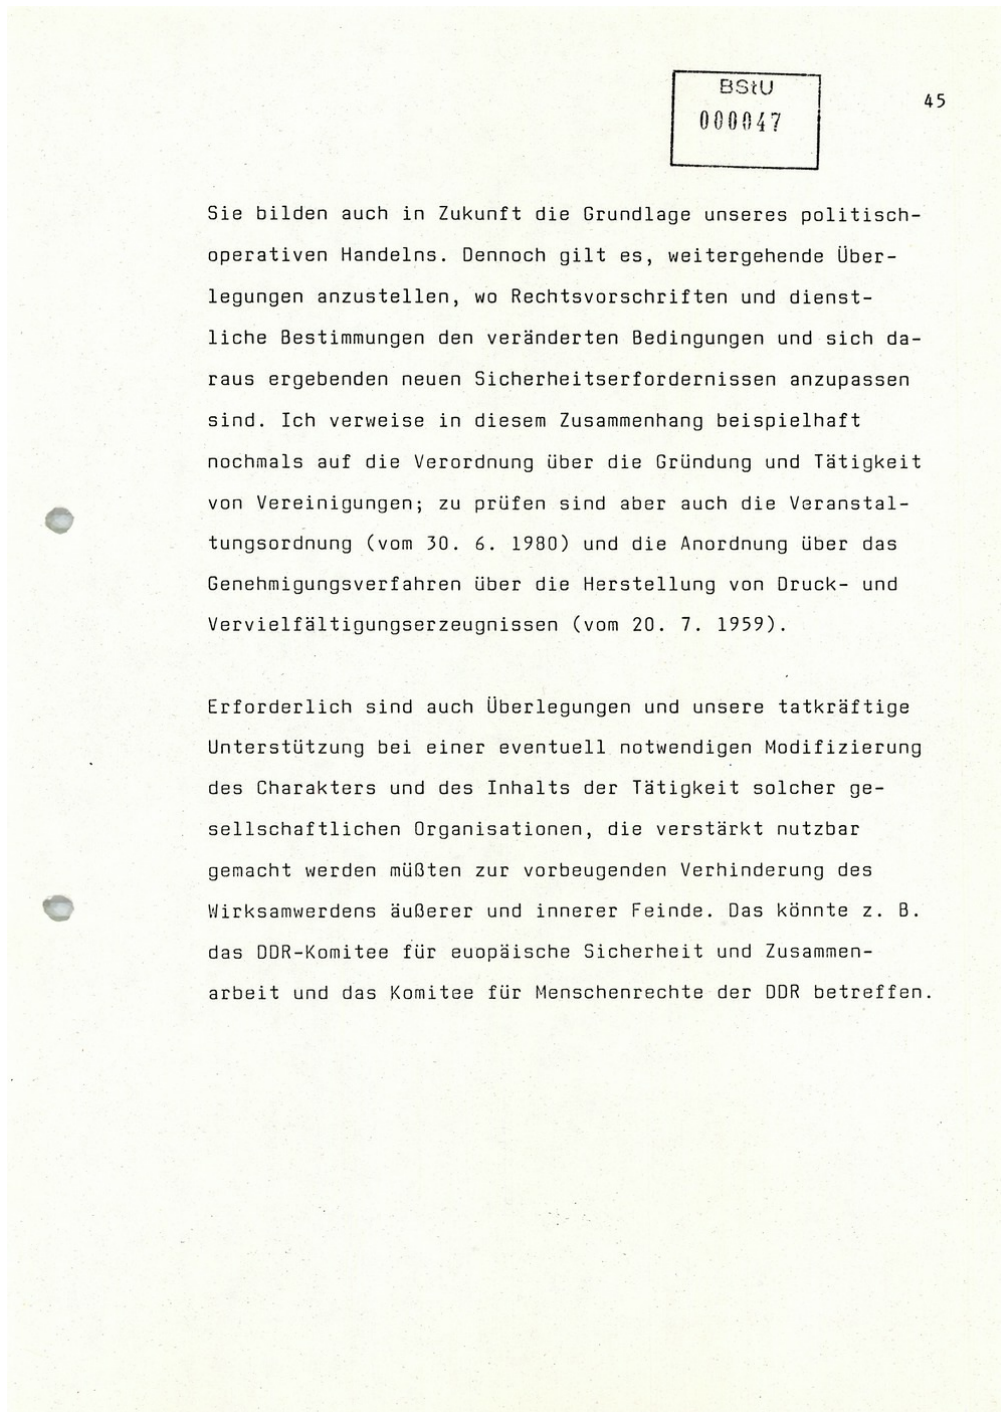 BStU
000047
45
Sie bilden auch in Zukunft die Grundlage unseres politisch-
operativen Handelns. Dennoch gilt es, weitergehende Über-
legungen anzustellen, wo Rechtsvorschriften und dienst-
liche Bestimmungen den veränderten Bedingungen und sich da-
raus ergebenden neuen Sicherheitserfordernissen anzupassen
sind. Ich verweise in diesem Zusammenhang beispielhaft
nochmals auf die Verordnung über die Gründung und Tätigkeit
von Vereinigungen; zu prüfen sind aber auch die Veranstal-
tungsordnung (vom 30. 6. 1980) und die Anordnung über das
Genehmigungsverfahren über die Herstellung von Druck- und
Vervielfältigungserzeugnissen (vom 20. 7. 1959).
Erforderlich sind auch Überlegungen und unsere tatkräftige
Unterstützung bei einer eventuell notwendigen Modifizierung
des Charakters und des Inhalts der Tätigkeit solcher ge-
sellschaftlichen Organisationen, die verstärkt nutzbar
gemacht werden müßten zur vorbeugenden Verhinderung des
Wirksamwerdens äußerer und innerer Feinde. Das könnte z. B.
das DDR-Komitee für euopäische Sicherheit und Zusammen-
arbeit und das Komitee für Menschenrechte der DDR betreffen.